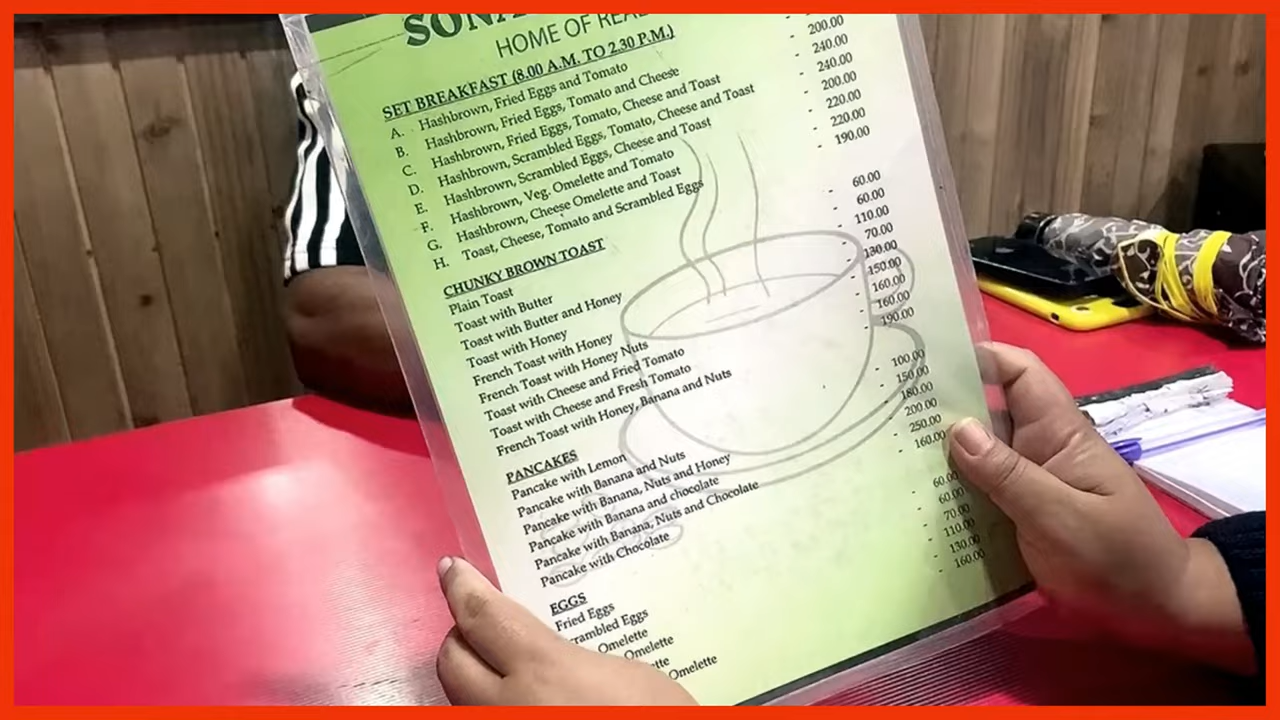 SONA
HOME OF REAL
SET BREAKFAST (8.00 A.M. TO 2.30 P.M.)
A. Hashbrown, Fried Eggs and Tomato -
B. Hashbrown, Fried Eggs, Tomato and Cheese - 200.00
C. Hashbrown, Fried Eggs, Tomato, Cheese and Toast - 240.00
D. Hashbrown, Scrambled Eggs, Tomato, Cheese and Toast - 240.00
E. Hashbrown, Scrambled Eggs, Cheese and Toast - 200.00
F. Hashbrown, Veg. Omelette and Tomato - 220.00
G. Hashbrown, Cheese Omelette and Toast - 220.00
H. Toast, Cheese, Tomato and Scrambled Eggs - 190.00
CHUNKY BROWN TOAST
Plain Toast - 60.00
Toast with Butter - 60.00
Toast with Butter and Honey - 110.00
Toast with Honey - 70.00
French Toast with Honey - 130.00
French Toast with Honey Nuts - 150.00
Toast with Cheese and Fried Tomato - 160.00
Toast with Cheese and Fresh Tomato - 160.00
French Toast with Honey, Banana and Nuts - 190.00
PANCAKES
Pancake with Lemon - 100.00
Pancake with Banana and Nuts - 150.00
Pancake with Banana, Nuts and Honey - 180.00
Pancake with Banana and chocolate - 200.00
Pancake with Banana, Nuts and Chocolate - 250.00
Pancake with Chocolate - 160.00
EGGS
Fried Eggs - 60.00
Scrambled Eggs - 60.00
Omelette - 70.00
Omelette - 110.00
- 130.00
Omelette - 160.00